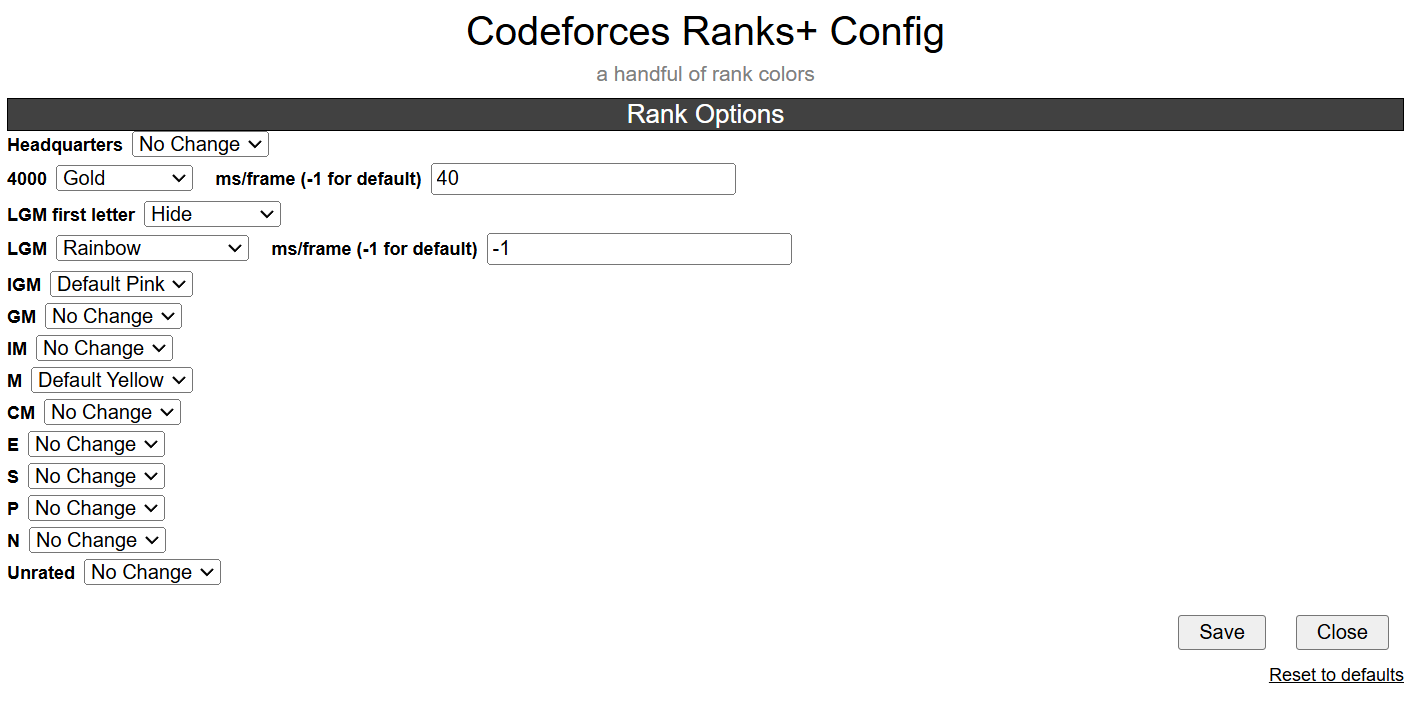 Codeforces Ranks+ Config
a handful of rank colors
Rank Options
Headquarters No Change
4000 Gold ms/frame (-1 for default) 40
LGM first letter Hide
LGM Rainbow ms/frame (-1 for default) -1
IGM Default Pink
GM No Change
IM No Change
M Default Yellow
CM No Change
E No Change
S No Change
P No Change
N No Change
Unrated No Change
Save Close
Reset to defaults